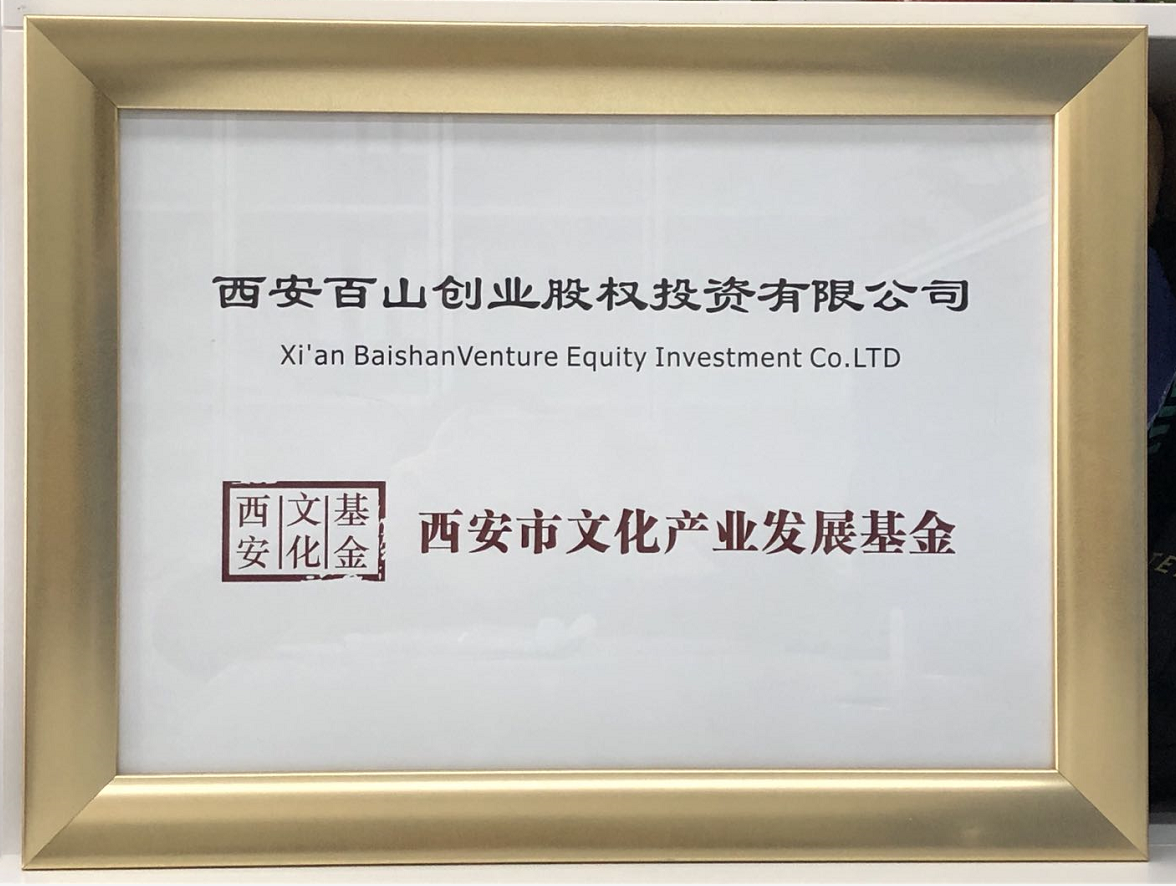 西安百山创业股权投资有限公司
Xi'an BaishanVenture Equity Investment Co.LTD
西安文化基金
西安市文化产业发展基金